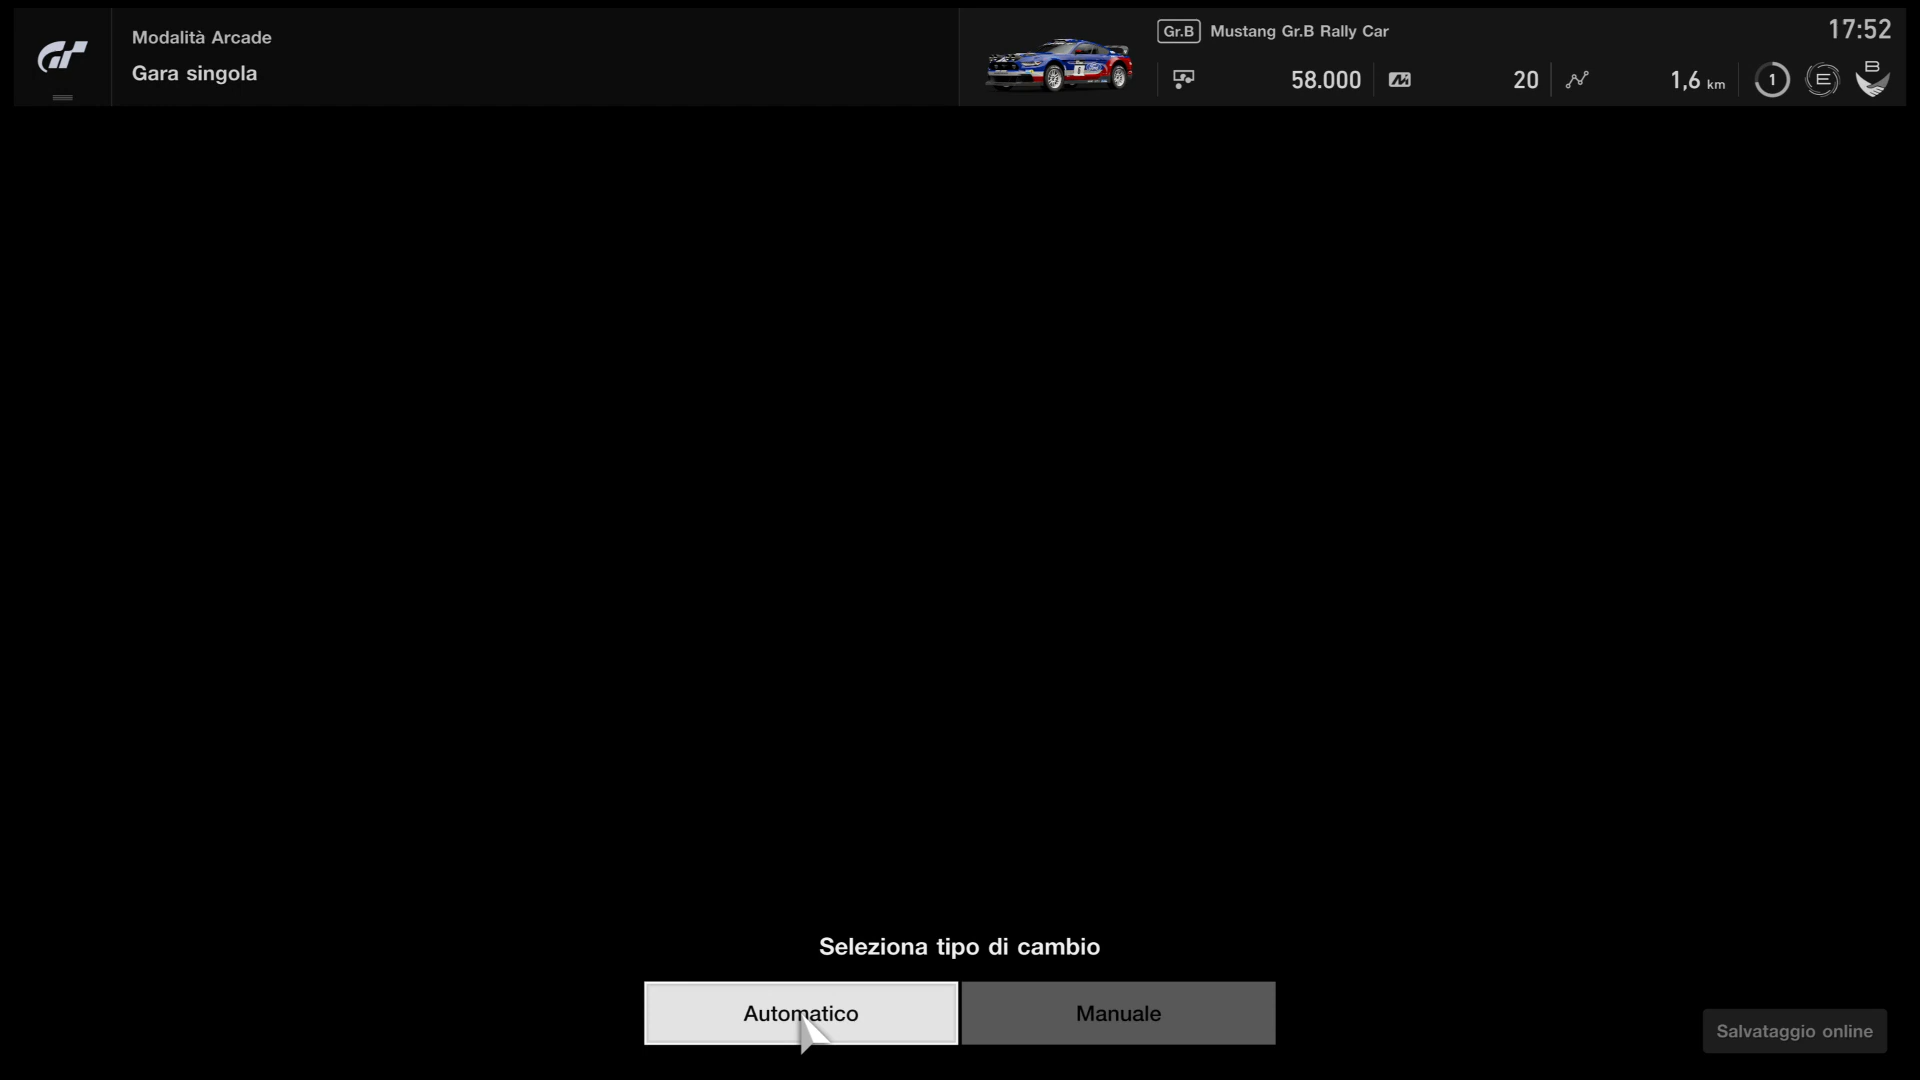 Modalità Arcade
Gara singola
Gr.B Mustang Gr.B Rally Car
17:52
58.000
20
1,6 km
1
E
B
Seleziona tipo di cambio
Automatico
Manuale
Salvataggio online